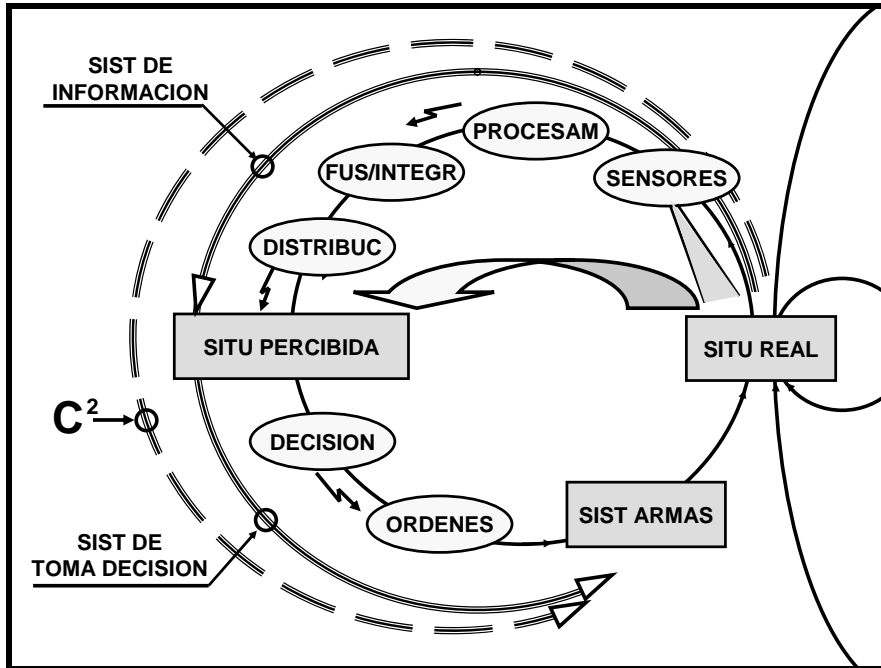 SIST DE
INFORMACION
PROCESAM
FUS/INTEGR
SENSORES
DISTRIBUC
SITU PERCIBIDA
SITU REAL
C²
DECISION
ORDENES
SIST ARMAS
SIST DE
TOMA DECISION